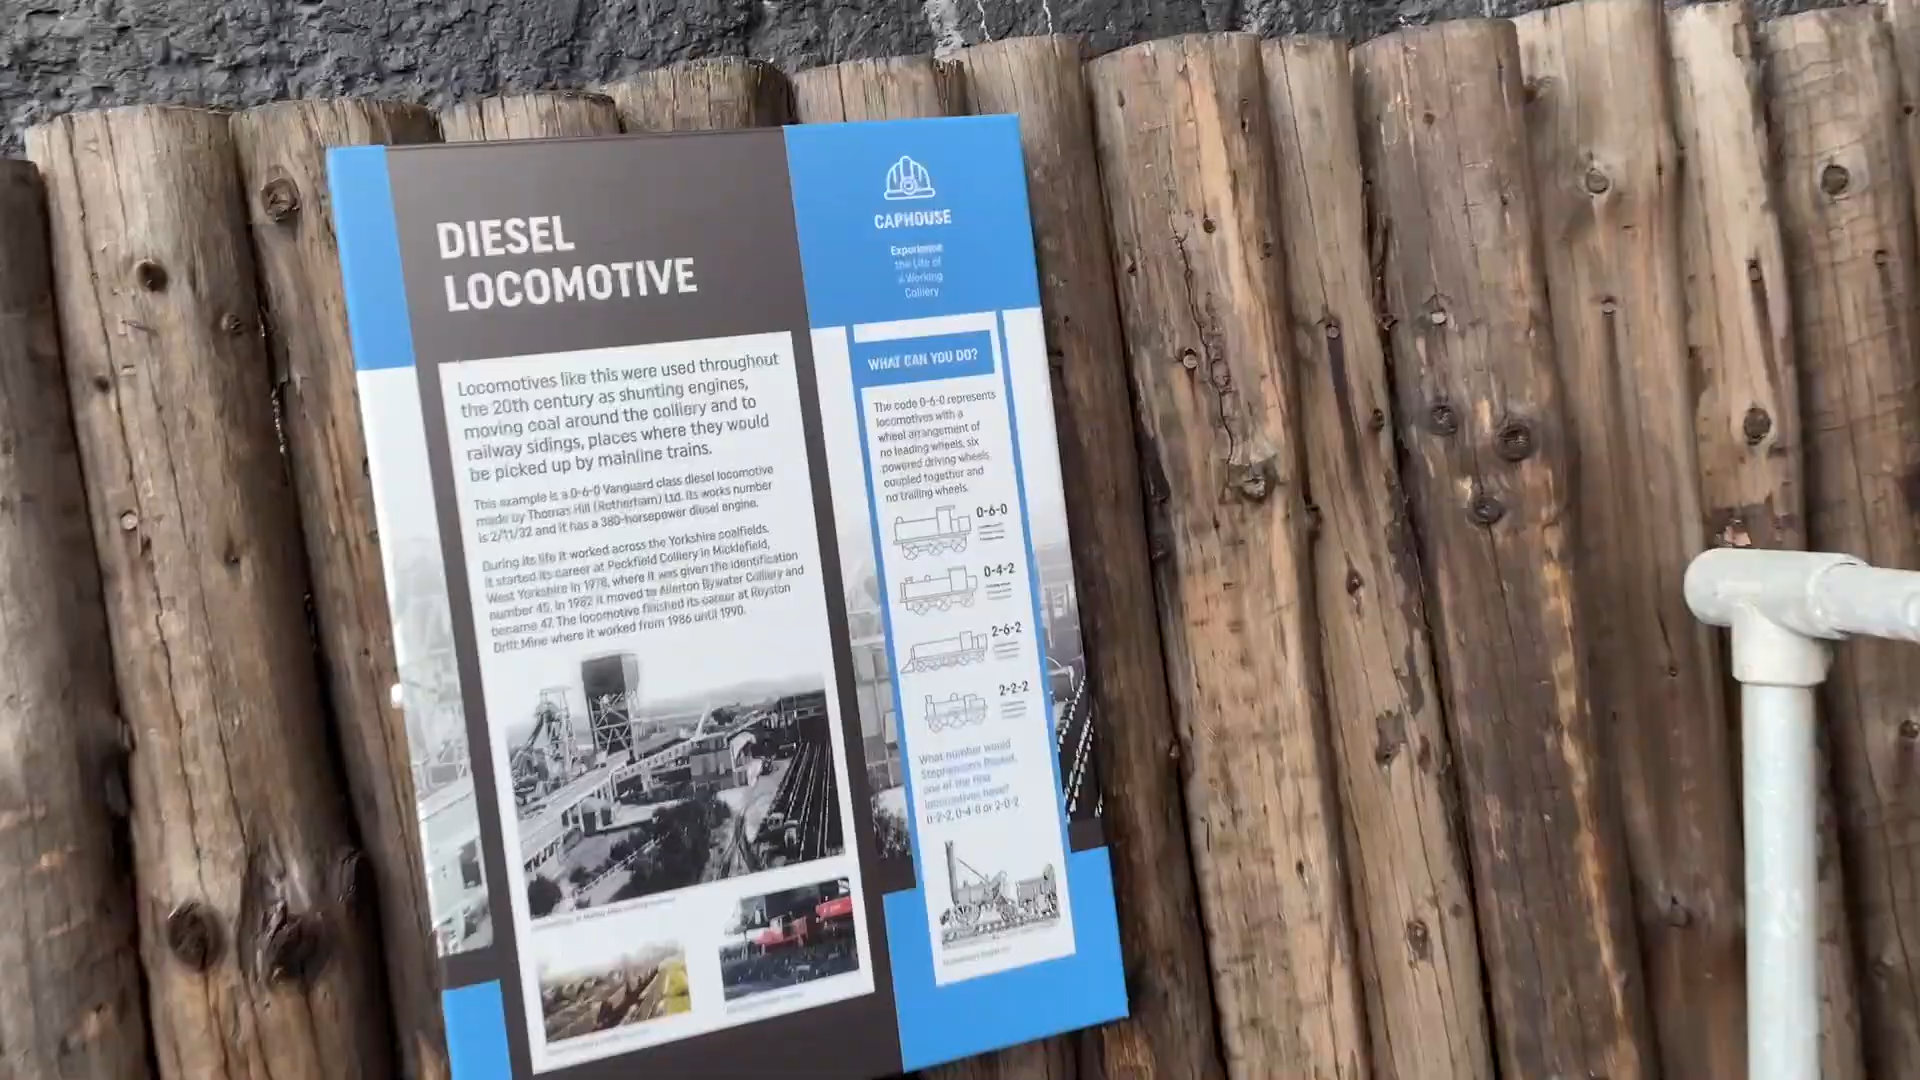 DIESEL
LOCOMOTIVE
Locomotives like this were used throughout
the 20th century as shunting engines,
moving coal around the colliery and to
railway sidings, places where they would
be picked up by mainline trains.
This example is a 0-6-0 Vanguard class diesel locomotive
made by Thomas Hill (Rotherham) Ltd. Its works number
is 2/11/32 and it has a 380-horsepower diesel engine.
During its life it worked across the Yorkshire coalfields.
It started its career at Peckfield Colliery in Micklefield,
West Yorkshire in 1978, where it was given the identification
number 45. In 1982 it moved to Allerton Bywater Colliery and
became 47. The locomotive finished its career at Royston
Drift Mine where it worked from 1986 until 1990.
CAPHOUSE
Experience
the Life of
a Working
Colliery
WHAT CAN YOU DO?
The code 0-6-0 represents
locomotives with a
wheel arrangement of
no leading wheels, six
powered driving wheels
coupled together and
no trailing wheels.
0-6-0
0-4-2
2-6-2
2-2-2
What number would
Stephenson's Rocket,
one of the first
locomotives have?
0-2-2, 0-4-0 or 2-0-2